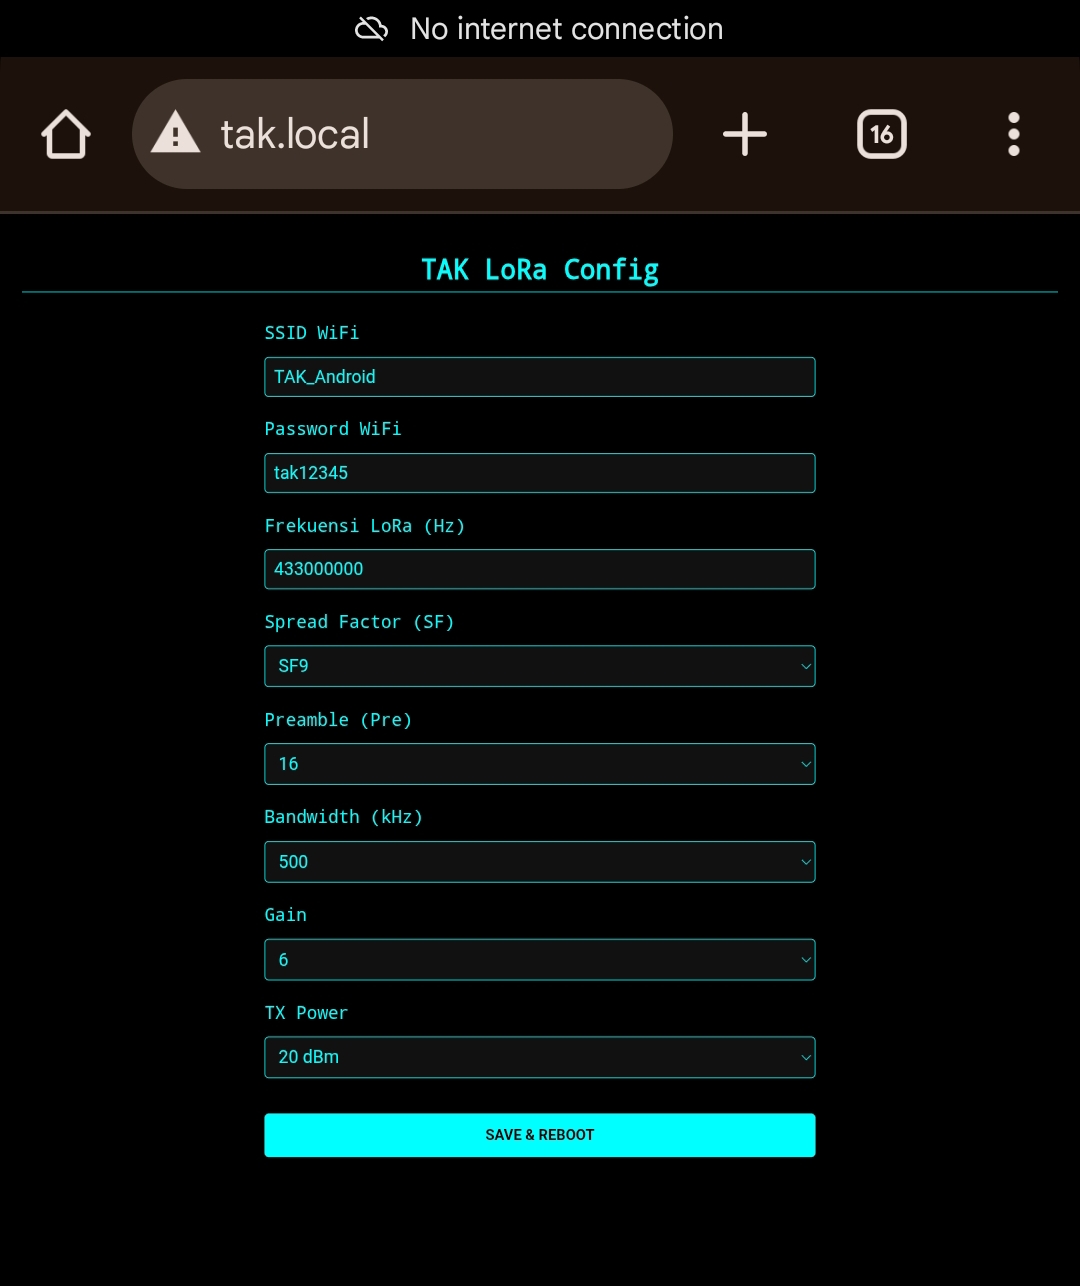 No internet connection
tak.local
16
TAK LoRa Config
SSID WiFi
TAK_Android
Password WiFi
tak12345
Frekuensi LoRa (Hz)
433000000
Spread Factor (SF)
SF9
Preamble (Pre)
16
Bandwidth (kHz)
500
Gain
6
TX Power
20 dBm
SAVE & REBOOT